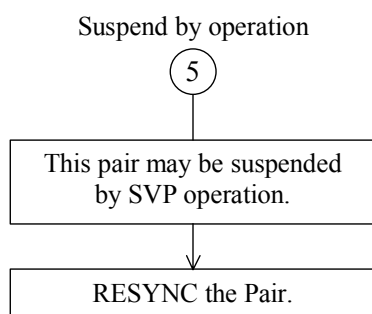 Suspend by operation
5
This pair may be suspended
by SVP operation.
RESYNC the Pair.